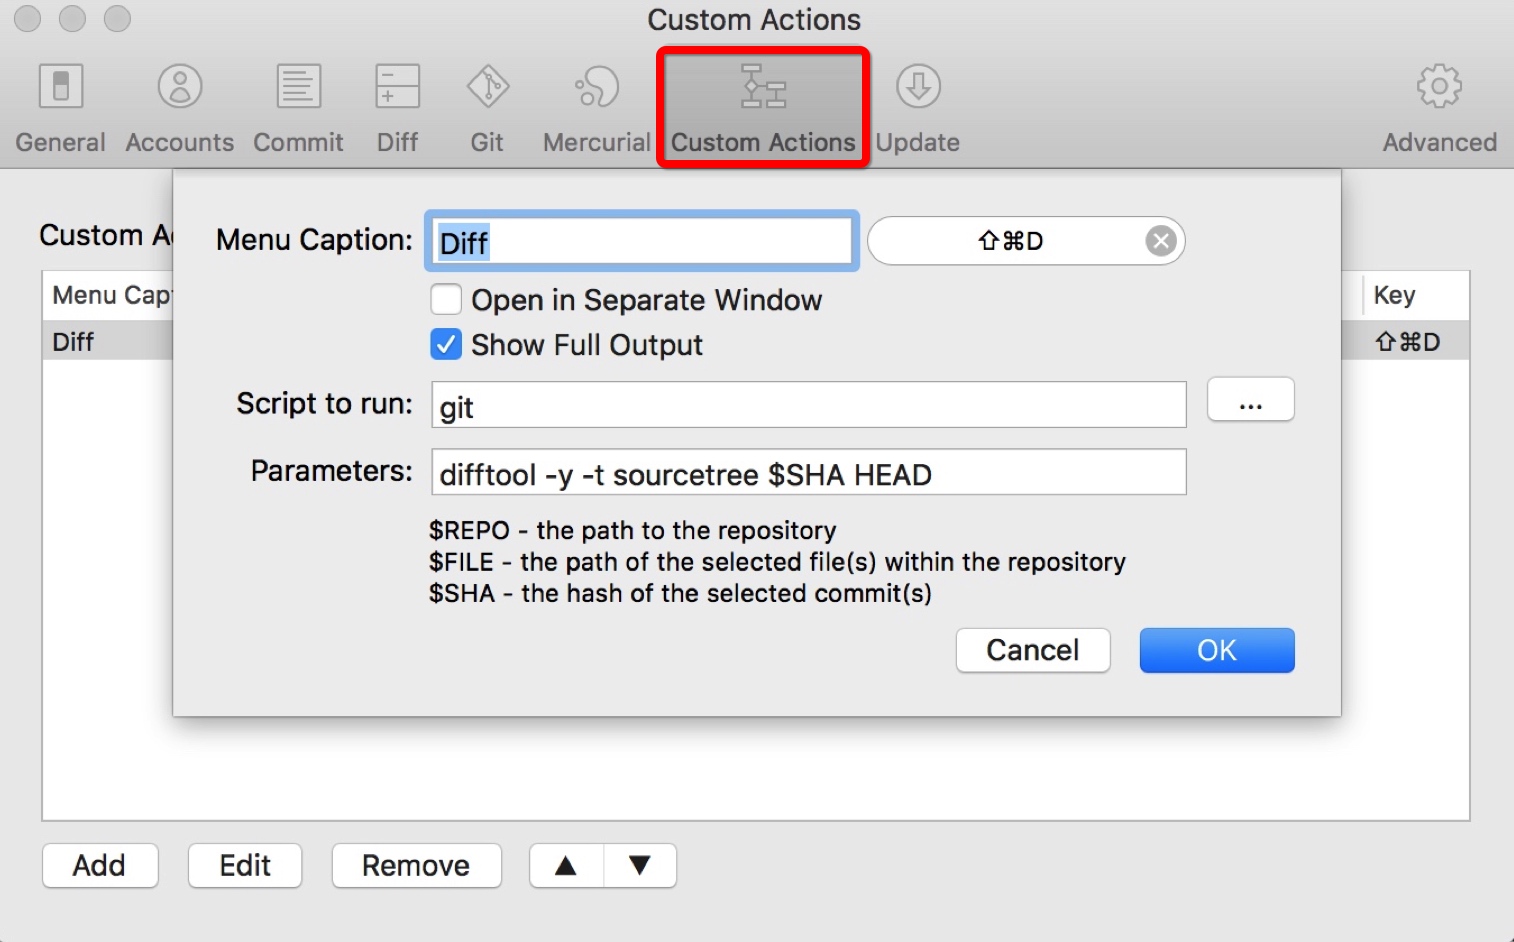 Custom Actions
General Accounts Commit Diff Git Mercurial Custom Actions Update Advanced
Custom A
Menu Caption: Diff ⇧⌘D
Open in Separate Window
Show Full Output
Menu Cap Key
Diff ⇧⌘D
Script to run: git ...
Parameters: difftool -y -t sourcetree $SHA HEAD
$REPO - the path to the repository
$FILE - the path of the selected file(s) within the repository
$SHA - the hash of the selected commit(s)
Cancel OK
Add Edit Remove ▲ ▼